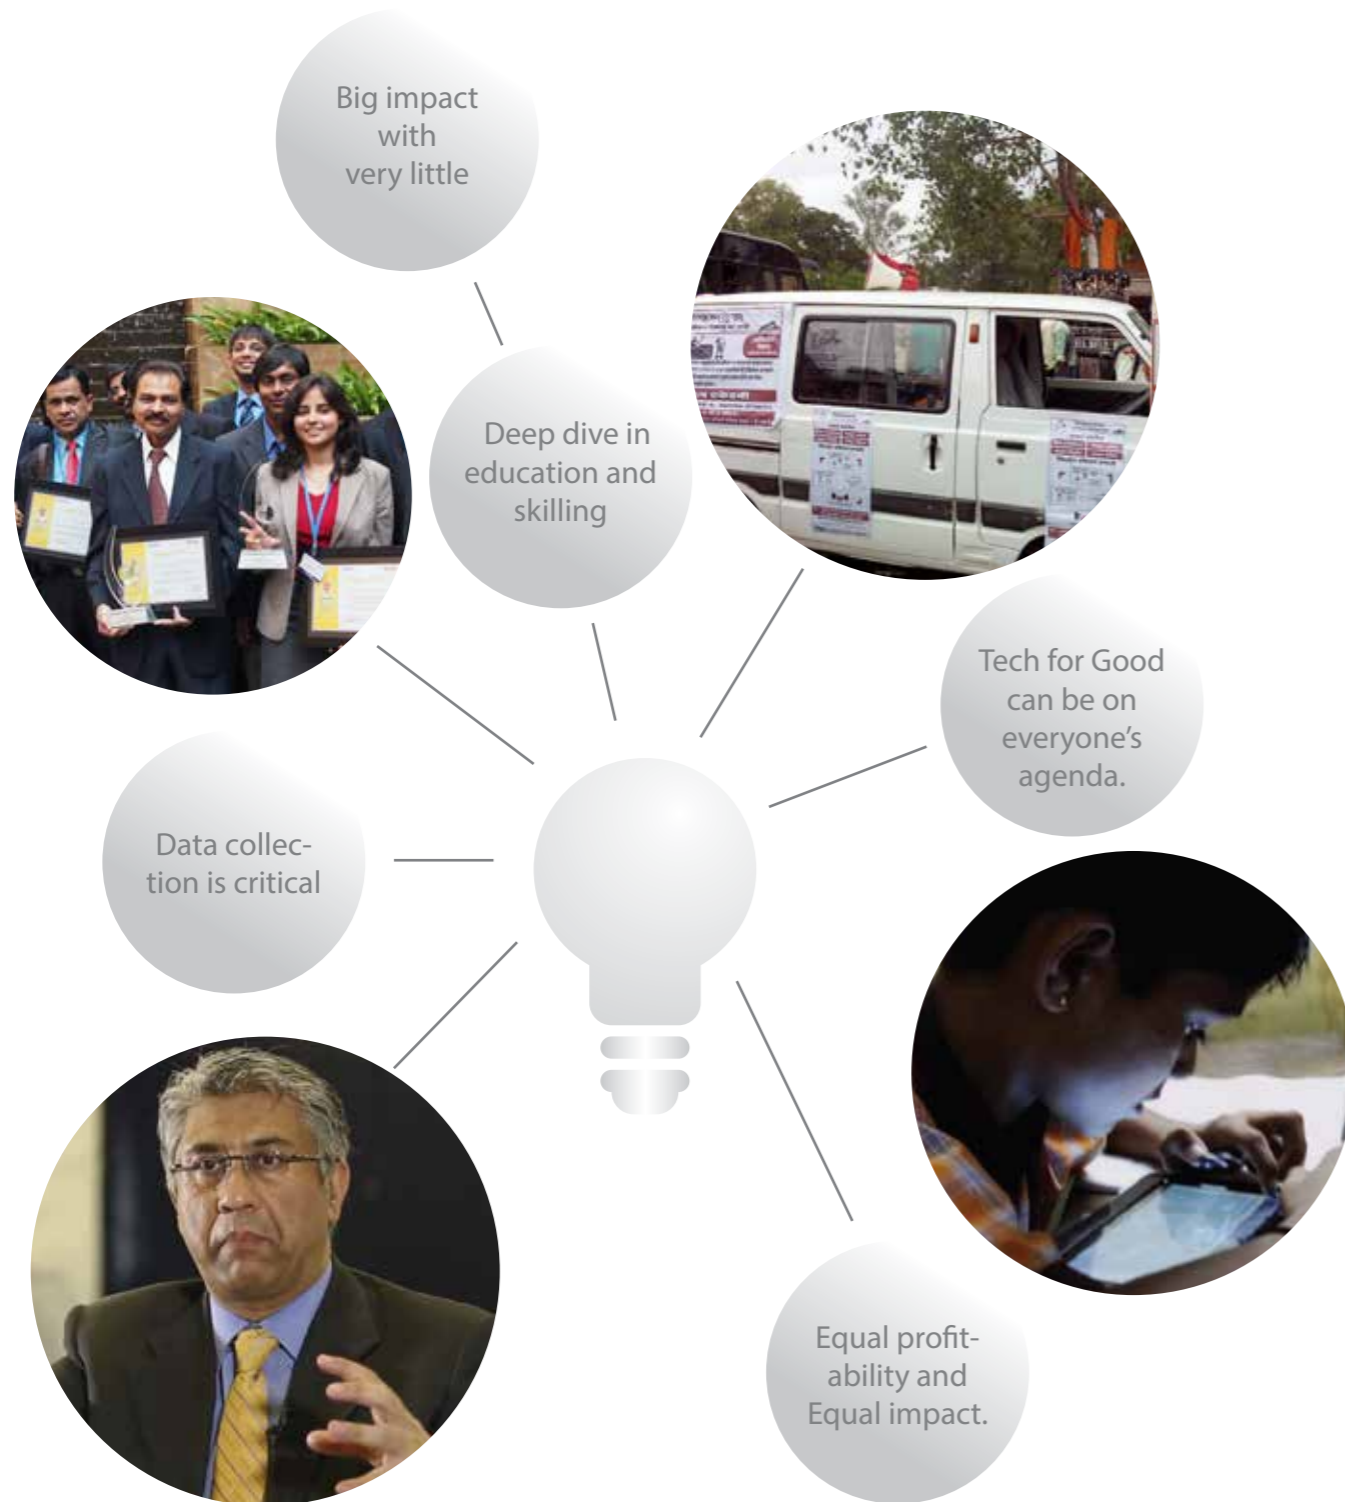 Big impact
with
very little
Deep dive in
education and
skilling
Tech for Good
can be on
everyone’s
agenda.
Data collec-
tion is critical
Equal profit-
ability and
Equal impact.